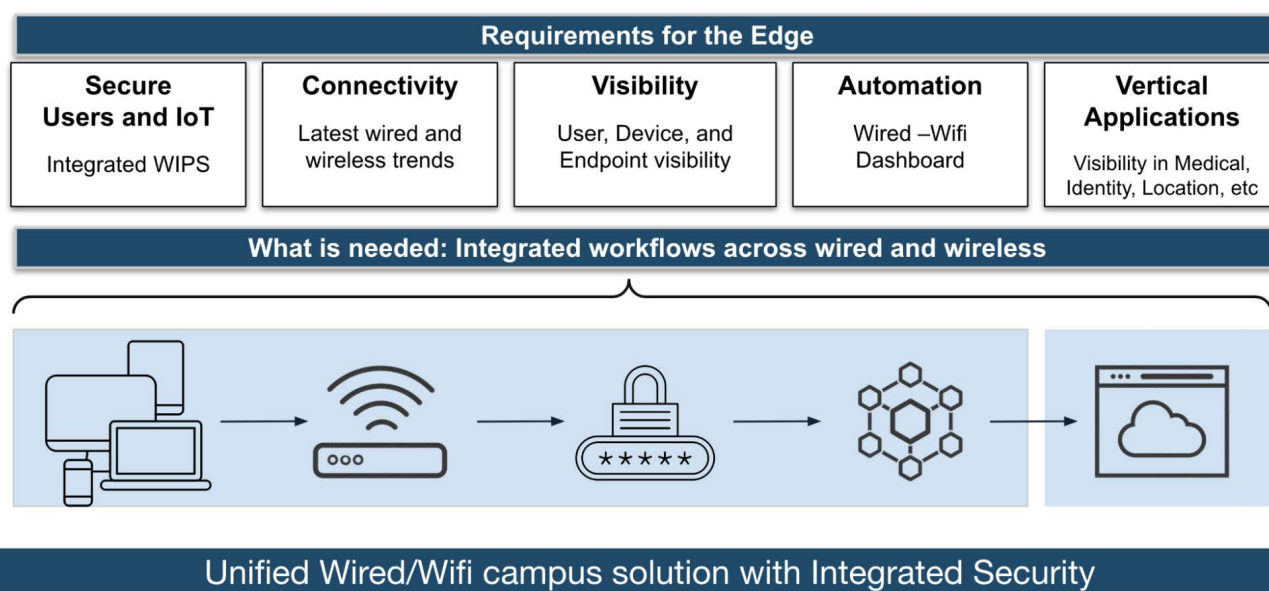 Requirements for the Edge
Secure
Users and IoT
Integrated WIPS
Connectivity
Latest wired and
wireless trends
Visibility
User, Device, and
Endpoint visibility
Automation
Wired –Wifi
Dashboard
Vertical
Applications
Visibility in Medical,
Identity, Location, etc
What is needed: Integrated workflows across wired and wireless
*****
Unified Wired/Wifi campus solution with Integrated Security